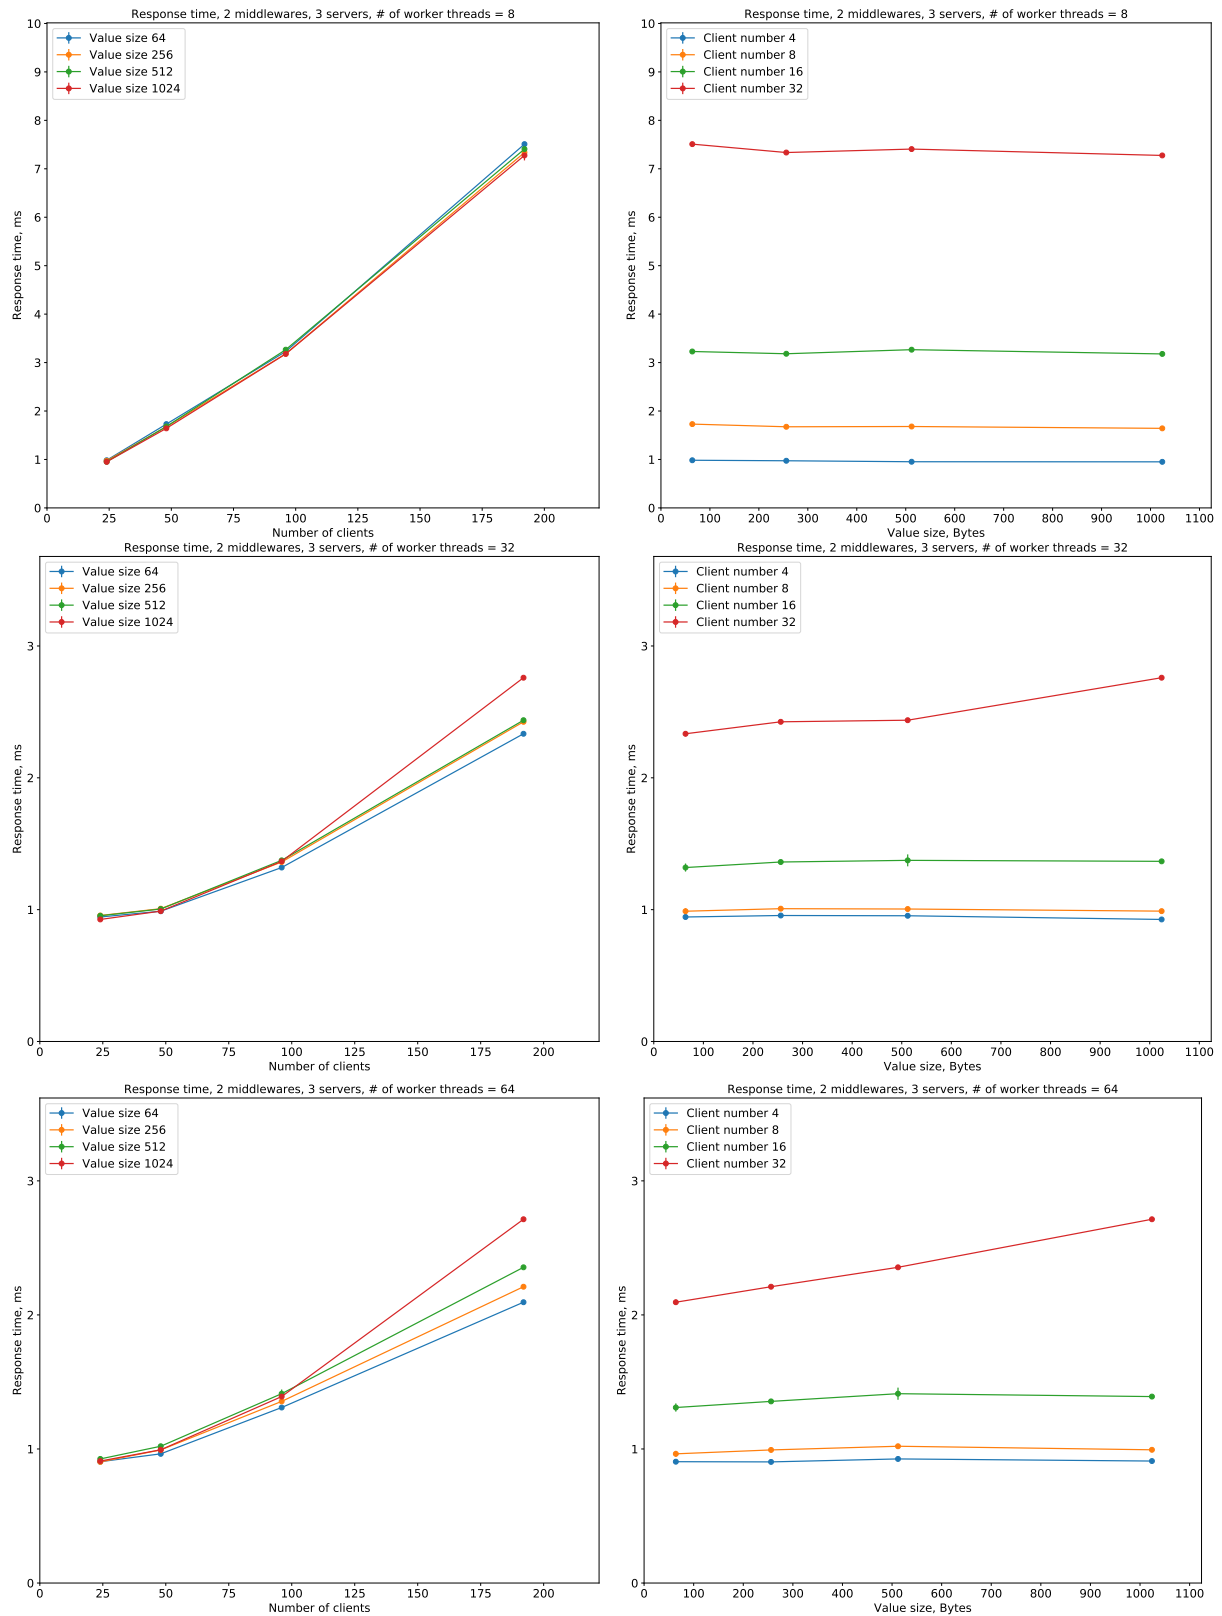 Response time, 2 middlewares, 3 servers, # of worker threads = 8
Value size 64
Value size 256
Value size 512
Value size 1024
10
9
8
7
6
5
4
3
2
1
0
Response time, ms
0 25 50 75 100 125 150 175 200
Number of clients
Response time, 2 middlewares, 3 servers, # of worker threads = 8
Client number 4
Client number 8
Client number 16
Client number 32
10
9
8
7
6
5
4
3
2
1
0
Response time, ms
0 100 200 300 400 500 600 700 800 900 1000 1100
Value size, Bytes
Response time, 2 middlewares, 3 servers, # of worker threads = 32
Value size 64
Value size 256
Value size 512
Value size 1024
3
2
1
0
Response time, ms
0 25 50 75 100 125 150 175 200
Number of clients
Response time, 2 middlewares, 3 servers, # of worker threads = 32
Client number 4
Client number 8
Client number 16
Client number 32
3
2
1
0
Response time, ms
0 100 200 300 400 500 600 700 800 900 1000 1100
Value size, Bytes
Response time, 2 middlewares, 3 servers, # of worker threads = 64
Value size 64
Value size 256
Value size 512
Value size 1024
3
2
1
0
Response time, ms
0 25 50 75 100 125 150 175 200
Number of clients
Response time, 2 middlewares, 3 servers, # of worker threads = 64
Client number 4
Client number 8
Client number 16
Client number 32
3
2
1
0
Response time, ms
0 100 200 300 400 500 600 700 800 900 1000 1100
Value size, Bytes